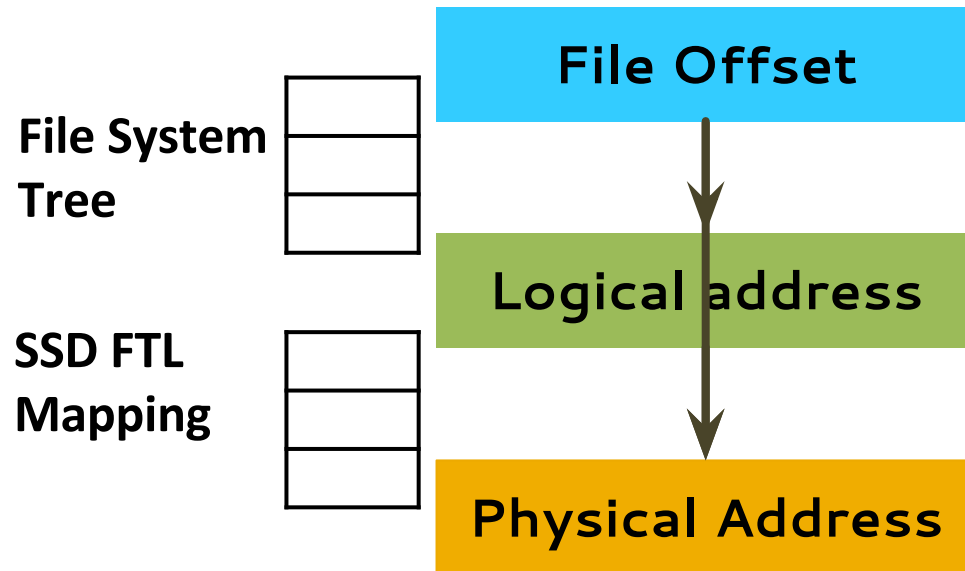 File Offset
File System
Tree
Logical address
SSD FTL
Mapping
Physical Address